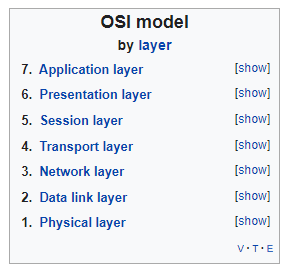 OSI model
by layer
7. Application layer [show]
6. Presentation layer [show]
5. Session layer [show]
4. Transport layer [show]
3. Network layer [show]
2. Data link layer [show]
1. Physical layer [show]
V · T · E